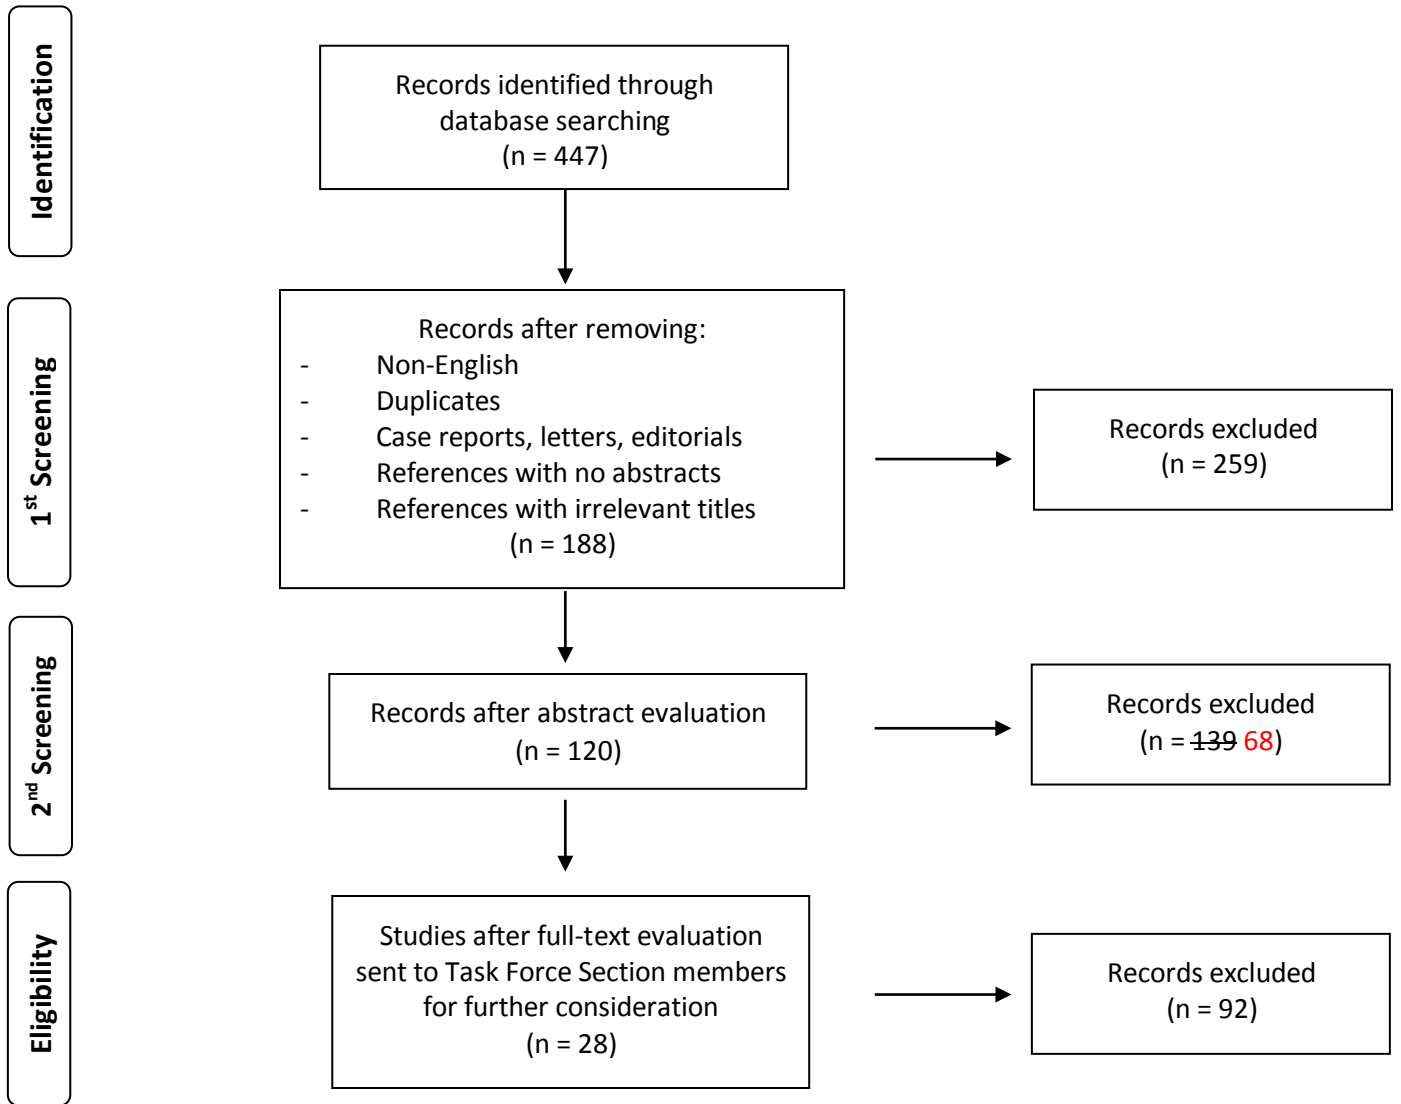 Identification
Records identified through
database searching
(n = 447)
1st Screening
Records after removing:
- Non-English
- Duplicates
- Case reports, letters, editorials
- References with no abstracts
- References with irrelevant titles
(n = 188)
Records excluded
(n = 259)
2nd Screening
Records after abstract evaluation
(n = 120)
Records excluded
(n = 139 68)
Eligibility
Studies after full-text evaluation
sent to Task Force Section members
for further consideration
(n = 28)
Records excluded
(n = 92)